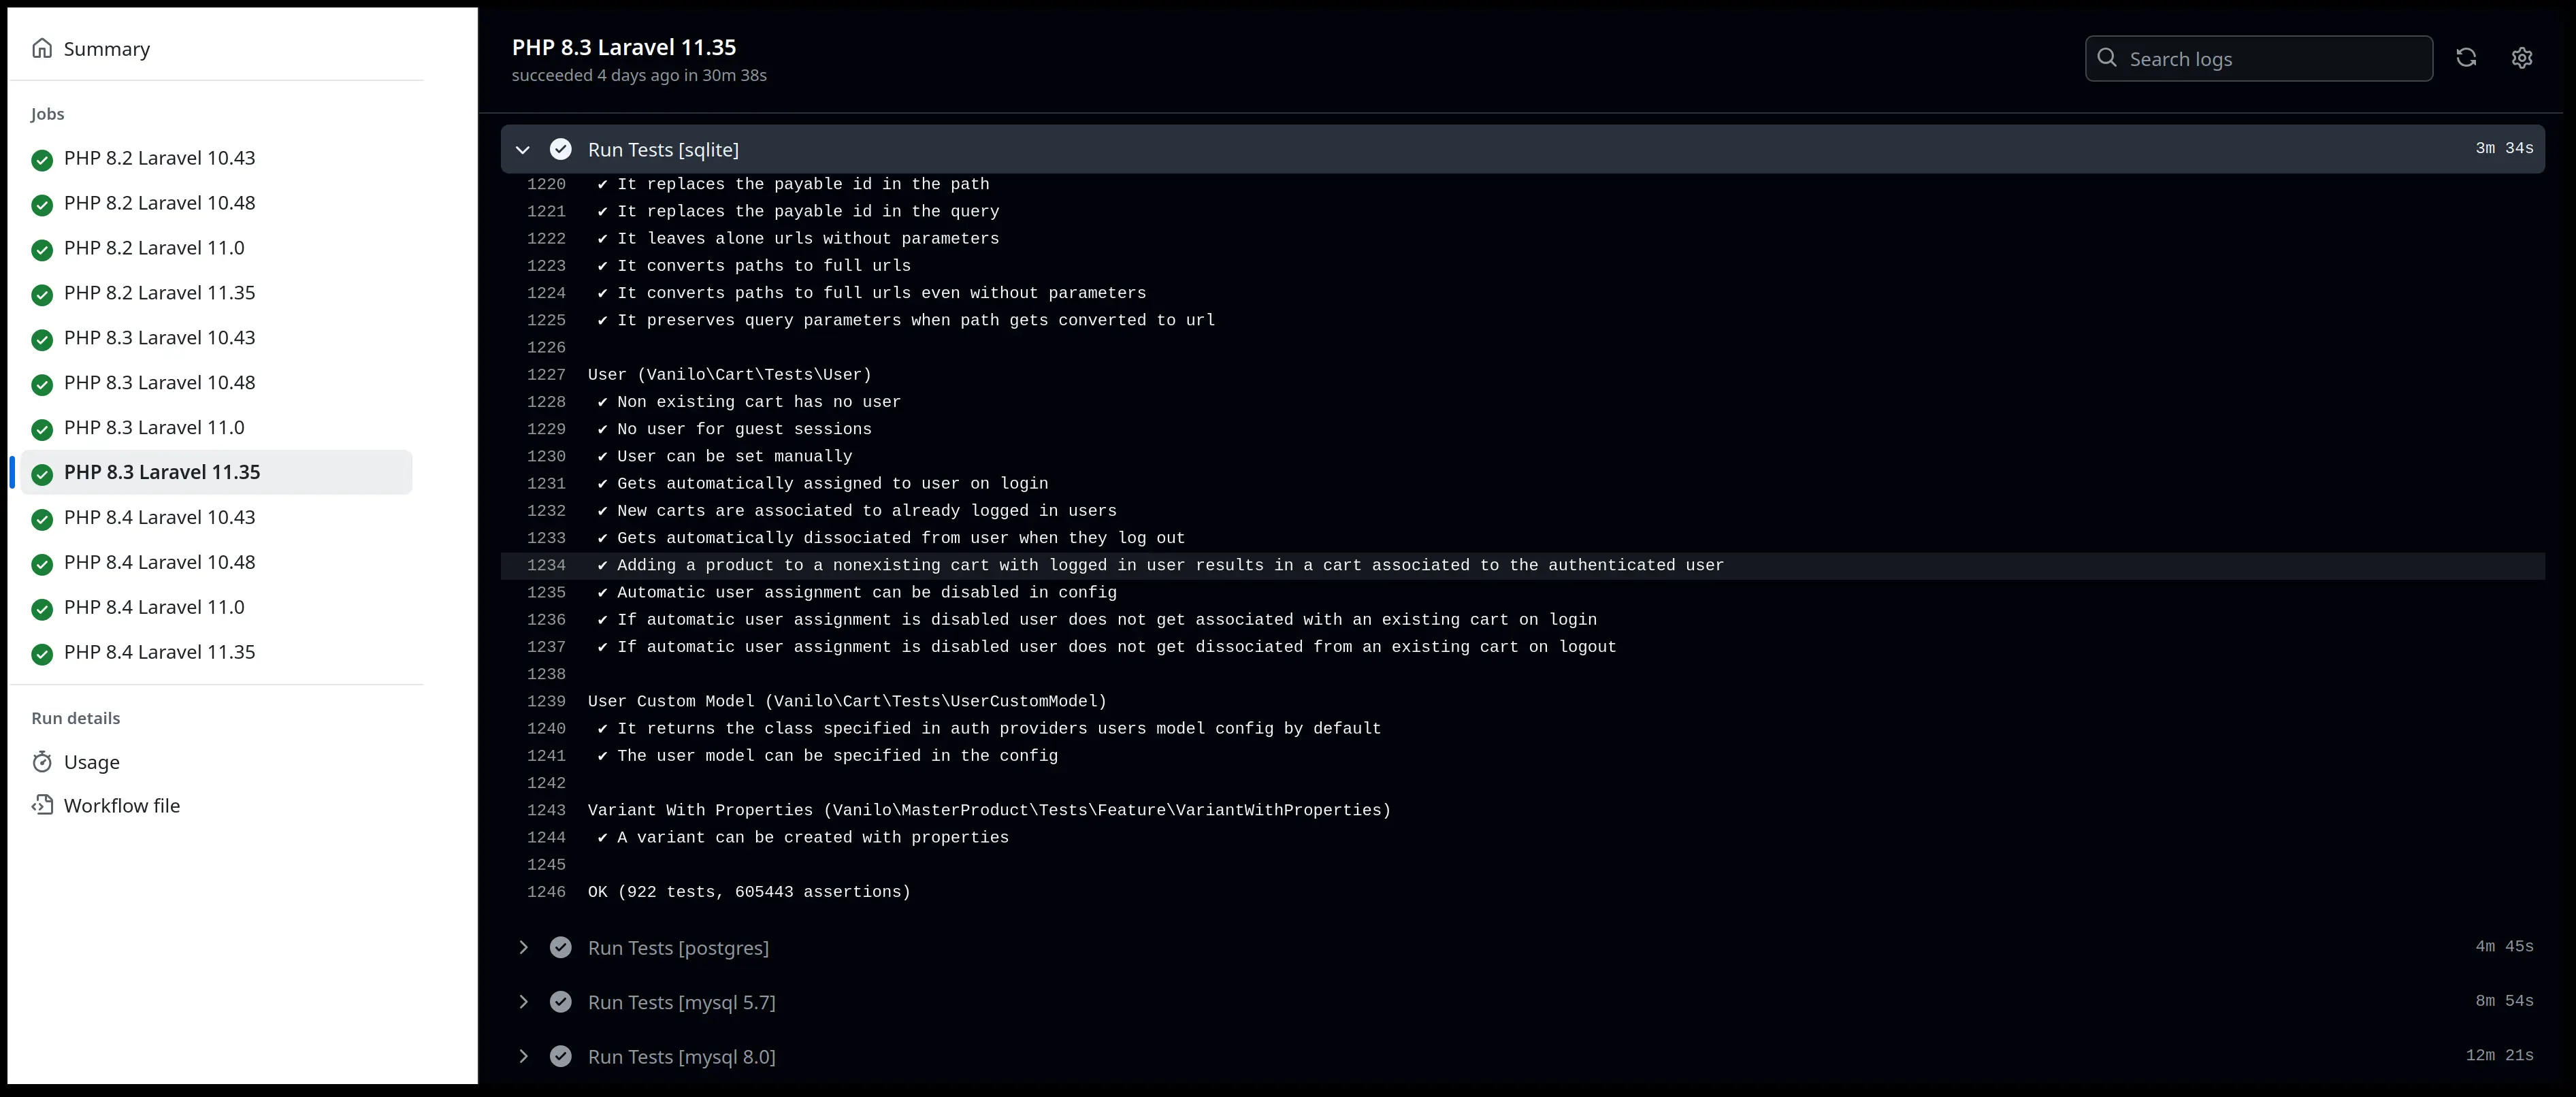 Summary
Jobs
PHP 8.2 Laravel 10.43
PHP 8.2 Laravel 10.48
PHP 8.2 Laravel 11.0
PHP 8.2 Laravel 11.35
PHP 8.3 Laravel 10.43
PHP 8.3 Laravel 10.48
PHP 8.3 Laravel 11.0
PHP 8.3 Laravel 11.35
PHP 8.4 Laravel 10.43
PHP 8.4 Laravel 10.48
PHP 8.4 Laravel 11.0
PHP 8.4 Laravel 11.35
Run details
Usage
Workflow file
PHP 8.3 Laravel 11.35
succeeded 4 days ago in 30m 38s
Search logs
Run Tests [sqlite] 3m 34s
1220 ✔ It replaces the payable id in the path
1221 ✔ It replaces the payable id in the query
1222 ✔ It leaves alone urls without parameters
1223 ✔ It converts paths to full urls
1224 ✔ It converts paths to full urls even without parameters
1225 ✔ It preserves query parameters when path gets converted to url
1226
1227 User (Vanilo\Cart\Tests\User)
1228 ✔ Non existing cart has no user
1229 ✔ No user for guest sessions
1230 ✔ User can be set manually
1231 ✔ Gets automatically assigned to user on login
1232 ✔ New carts are associated to already logged in users
1233 ✔ Gets automatically dissociated from user when they log out
1234 ✔ Adding a product to a nonexisting cart with logged in user results in a cart associated to the authenticated user
1235 ✔ Automatic user assignment can be disabled in config
1236 ✔ If automatic user assignment is disabled user does not get associated with an existing cart on login
1237 ✔ If automatic user assignment is disabled user does not get dissociated from an existing cart on logout
1238
1239 User Custom Model (Vanilo\Cart\Tests\UserCustomModel)
1240 ✔ It returns the class specified in auth providers users model config by default
1241 ✔ The user model can be specified in the config
1242
1243 Variant With Properties (Vanilo\MasterProduct\Tests\Feature\VariantWithProperties)
1244 ✔ A variant can be created with properties
1245
1246 OK (922 tests, 605443 assertions)
Run Tests [postgres] 4m 45s
Run Tests [mysql 5.7] 8m 54s
Run Tests [mysql 8.0] 12m 21s